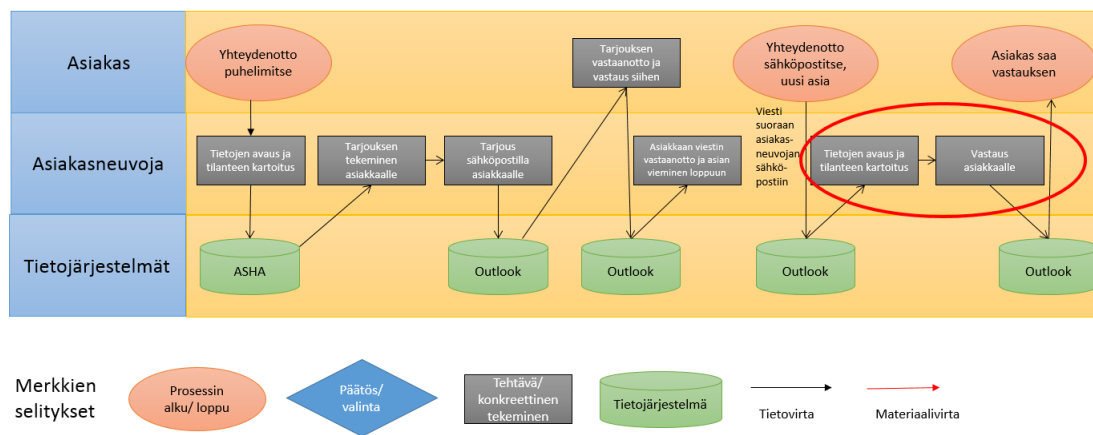 Asiakas
Yhteydenotto
puhelimitse
Tarjouksen
vastaanotto ja
vastaus siihen
Yhteydenotto
sähköpostitse,
uusi asia
Asiakas saa
vastauksen
Asiakasneuvoja
Tietojen avaus ja
tilanteen kartoitus
Tarjouksen
tekeminen
asiakkaalle
Tarjous
sähköpostilla
asiakkaalle
Asiakkaan viestin
vastaanotto ja asian
vieminen loppuun
Viesti
suoraan
asiakas-
neuvojan
sähkö-
postiin
Tietojen avaus ja
tilanteen kartoitus
Vastaus
asiakkaalle
Tietojärjestelmät
ASHA
Outlook
Outlook
Outlook
Outlook
Merkkien
selitykset
Prosessin
alku/ loppu
Päätös/
valinta
Tehtävä/
konkreettinen
tekeminen
Tietojärjestelmä
Tietovirta
Materiaalivirta